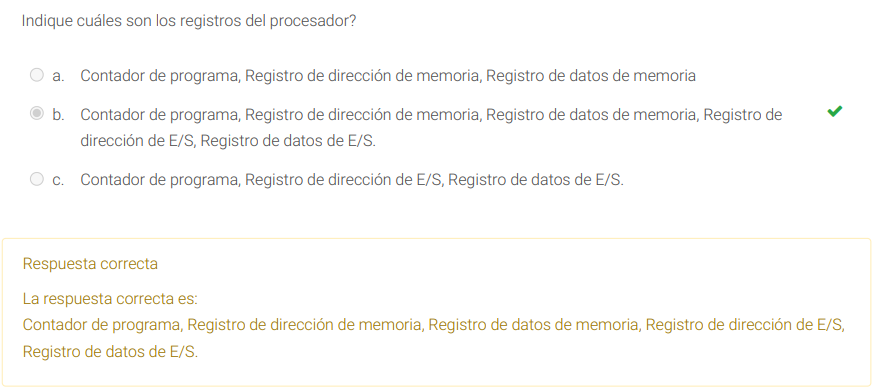 Indique cuáles son los registros del procesador?
a. Contador de programa, Registro de dirección de memoria, Registro de datos de memoria
b. Contador de programa, Registro de dirección de memoria, Registro de datos de memoria, Registro de
dirección de E/S, Registro de datos de E/S.
c. Contador de programa, Registro de dirección de E/S, Registro de datos de E/S.
Respuesta correcta
La respuesta correcta es:
Contador de programa, Registro de dirección de memoria, Registro de datos de memoria, Registro de dirección de E/S,
Registro de datos de E/S.